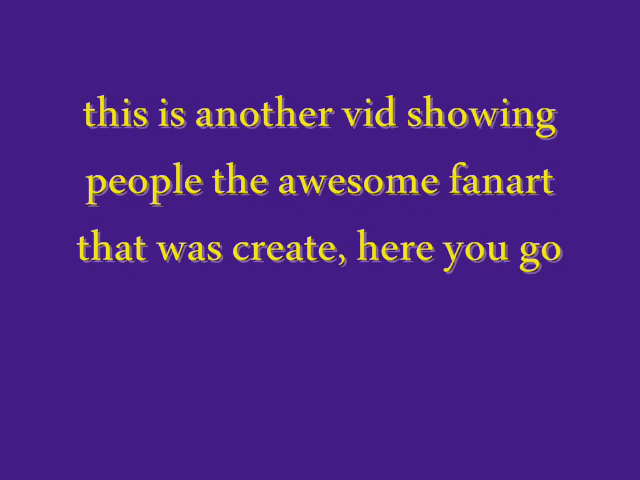 this is another vid showing
people the awesome fanart
that was create, here you go